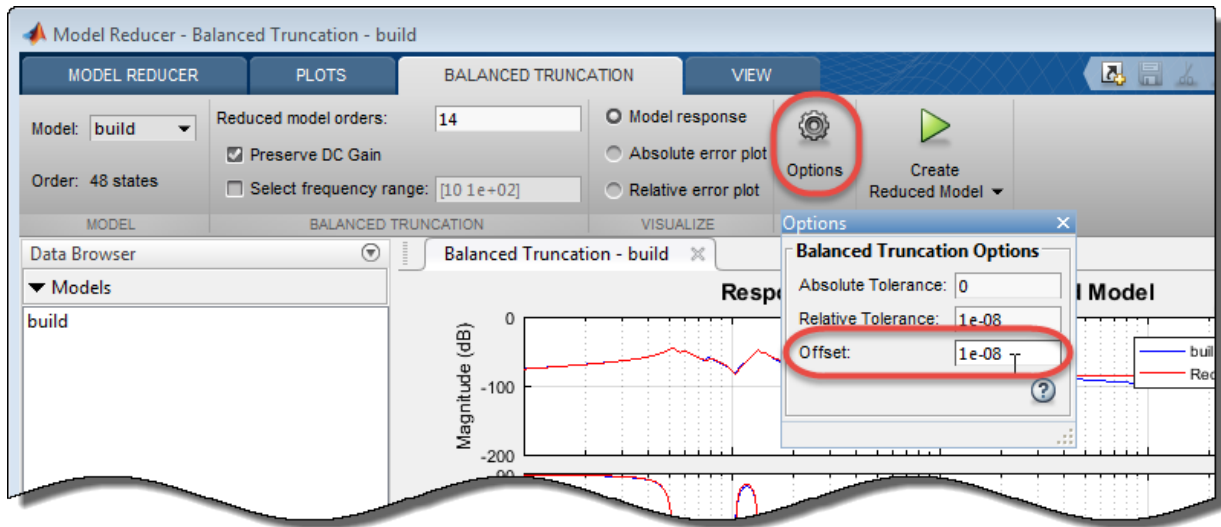 Model Reducer - Balanced Truncation - build
MODEL REDUCER PLOTS BALANCED TRUNCATION VIEW
Model: build
Order: 48 states
MODEL
Reduced model orders: 14
Preserve DC Gain
Select frequency range: [10 1e+02]
BALANCED TRUNCATION
Model response
Absolute error plot
Relative error plot
VISUALIZE
Options
Create
Reduced Model
Options
Balanced Truncation Options
Absolute Tolerance: 0
Relative Tolerance: 1e-08
Offset: 1e-08
Data Browser
Models
build
Balanced Truncation - build
Model
Magnitude (dB)
0
-100
-200